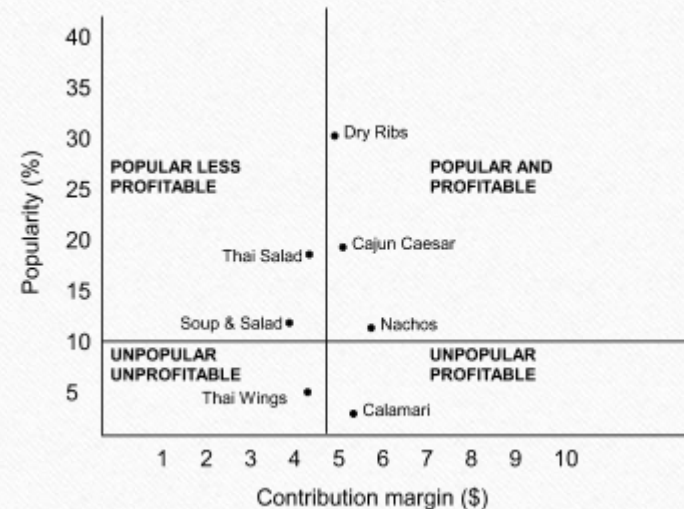 40
35
30
Dry Ribs
POPULAR LESS
PROFITABLE
POPULAR AND
PROFITABLE
25
Popularity (%)
20
Thai Salad
Cajun Caesar
15
Soup & Salad
Nachos
10
UNPOPULAR
UNPROFITABLE
UNPOPULAR
PROFITABLE
5
Thai Wings
Calamari
1 2 3 4 5 6 7 8 9 10
Contribution margin ($)